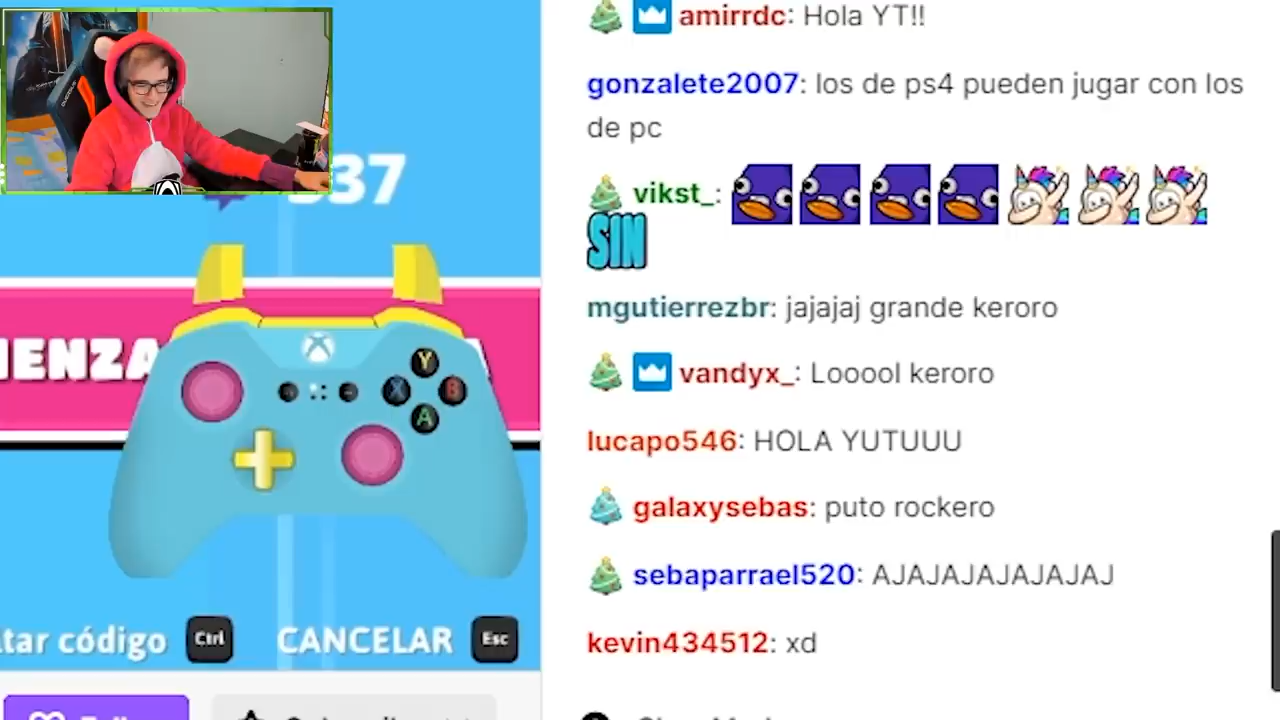 amirrdc: Hola YT!!
gonzalete2007: los de ps4 pueden jugar con los
de pc
vikst_:
SIN
mgutierrezbr: jajajaj grande keroro
vandyx_: Looool keroro
lucapo546: HOLA YUTUUU
galaxysebas: puto rockero
sebaparrael520: AJAJAJAJAJAJAJ
kevin434512: xd
337
IENZA
Y
X
B
A
tar código Ctrl CANCELAR Esc